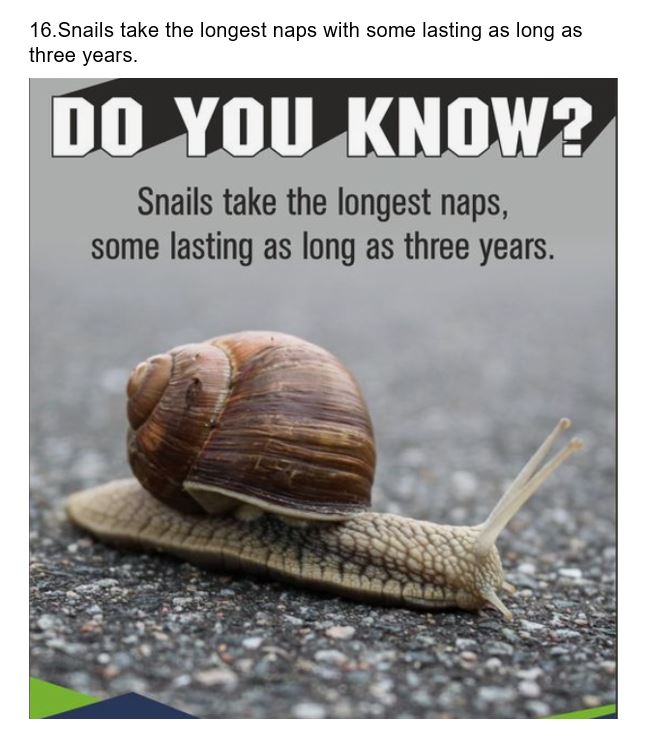 16.Snails take the longest naps with some lasting as long as
three years.
DO YOU KNOW?
Snails take the longest naps,
some lasting as long as three years.